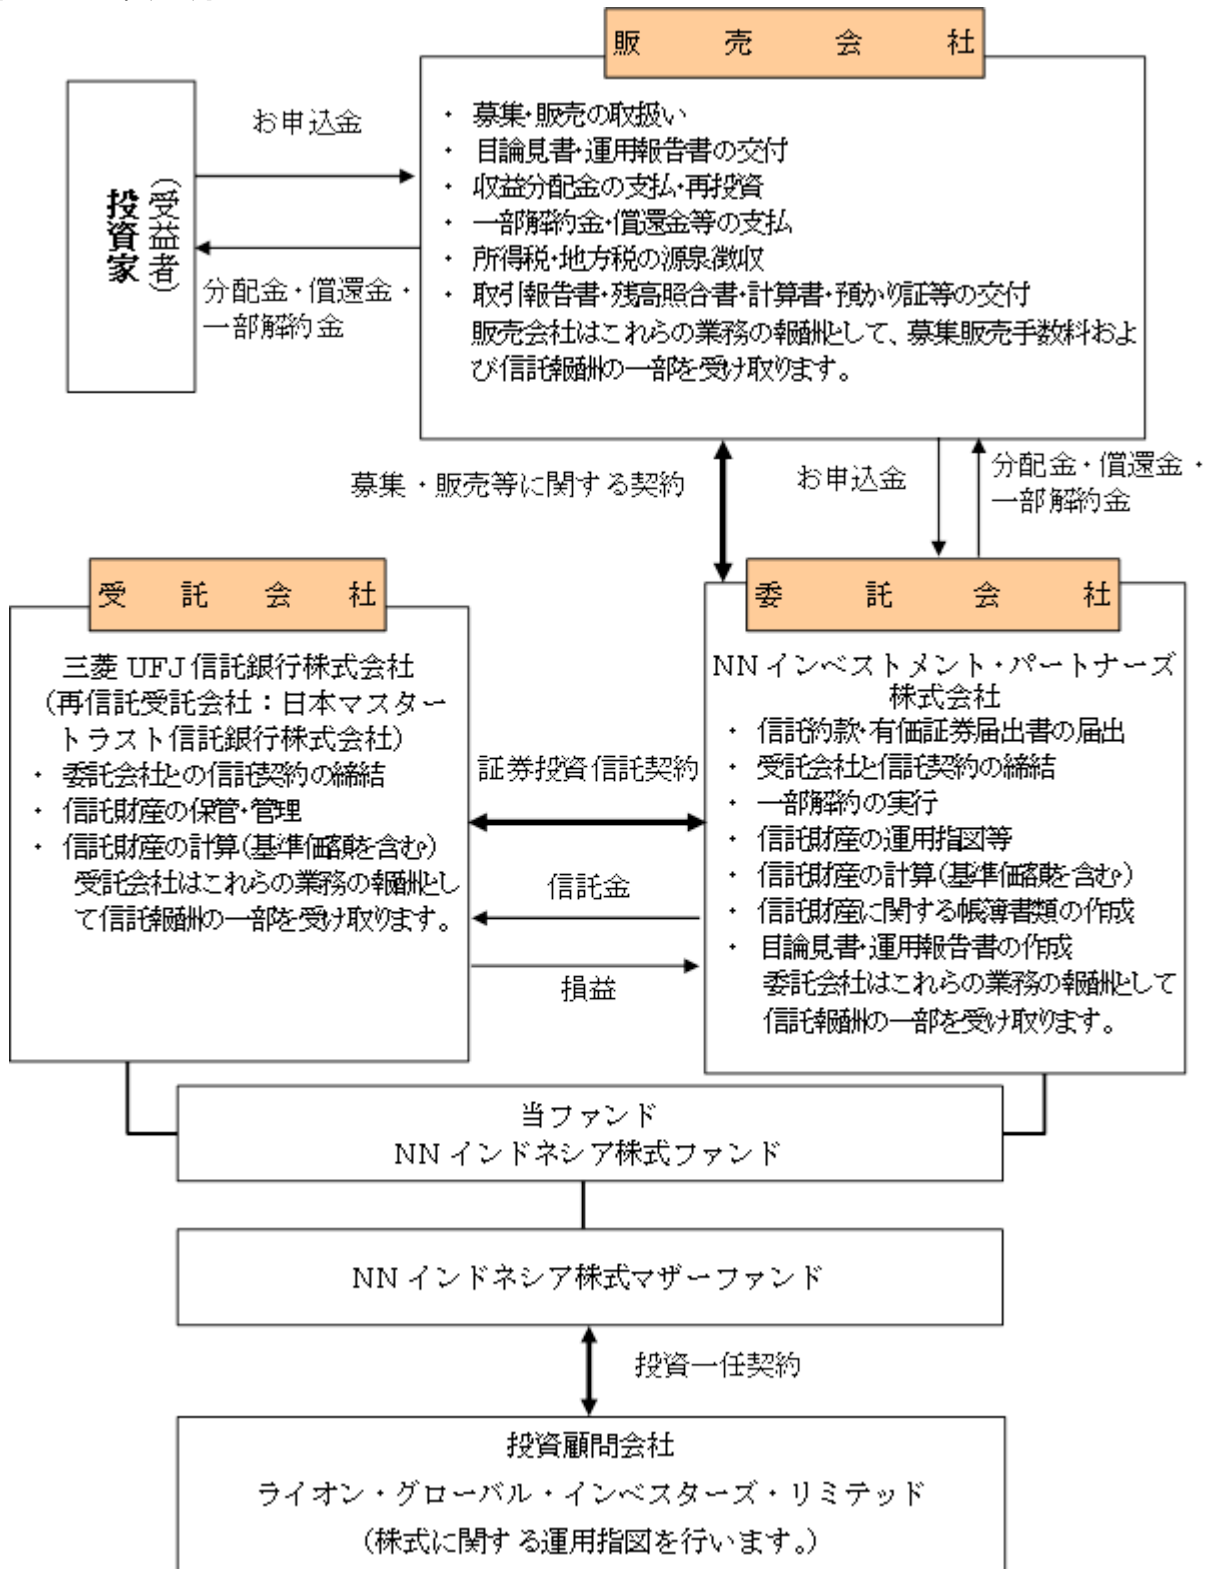 販売会社
投資家
(受益者)
お申込金
分配金・償還金・
一部解約金
・ 募集・販売の取扱い
・ 目論見書・運用報告書の交付
・ 収益分配金の支払・再投資
・ 一部解約金・償還金等の支払
・ 所得税・地方税の源泉徴収
・ 取引報告書・残高照合書・計算書・預かり証等の交付
販売会社はこれらの業務の報酬として、募集販売手数料およ
び信託報酬の一部を受け取ります。
募集・販売等に関する契約
お申込金
分配金・償還金・
一部解約金
受託会社
三菱 UFJ 信託銀行株式会社
(再信託受託会社：日本マスター
トラスト信託銀行株式会社)
・ 委託会社との信託契約の締結
・ 信託財産の保管・管理
・ 信託財産の計算(基準価額を含む)
受託会社はこれらの業務の報酬とし
て信託報酬の一部を受け取ります。
証券投資信託契約
信託金
損益
委託会社
NN インベストメント・パートナーズ
株式会社
・ 信託約款・有価証券届出書の届出
・ 受託会社と信託契約の締結
・ 一部解約の実行
・ 信託財産の運用指図等
・ 信託財産の計算(基準価額を含む)
・ 信託財産に関する帳簿書類の作成
・ 目論見書・運用報告書の作成
委託会社はこれらの業務の報酬として
信託報酬の一部を受け取ります。
当ファンド
NN インドネシア株式ファンド
NN インドネシア株式マザーファンド
投資一任契約
投資顧問会社
ライオン・グローバル・インベスターズ・リミテッド
(株式に関する運用指図を行います。)